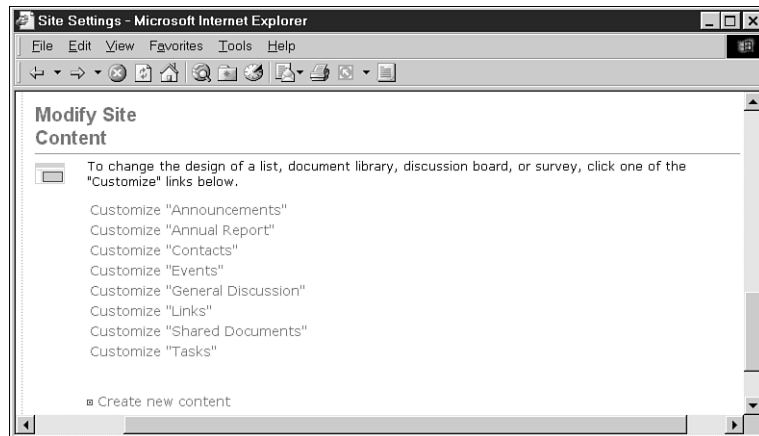 Site Settings - Microsoft Internet Explorer
File Edit View Favorites Tools Help
Modify Site
Content
To change the design of a list, document library, discussion board, or survey, click one of the
"Customize" links below.
Customize "Announcements"
Customize "Annual Report"
Customize "Contacts"
Customize "Events"
Customize "General Discussion"
Customize "Links"
Customize "Shared Documents"
Customize "Tasks"
Create new content